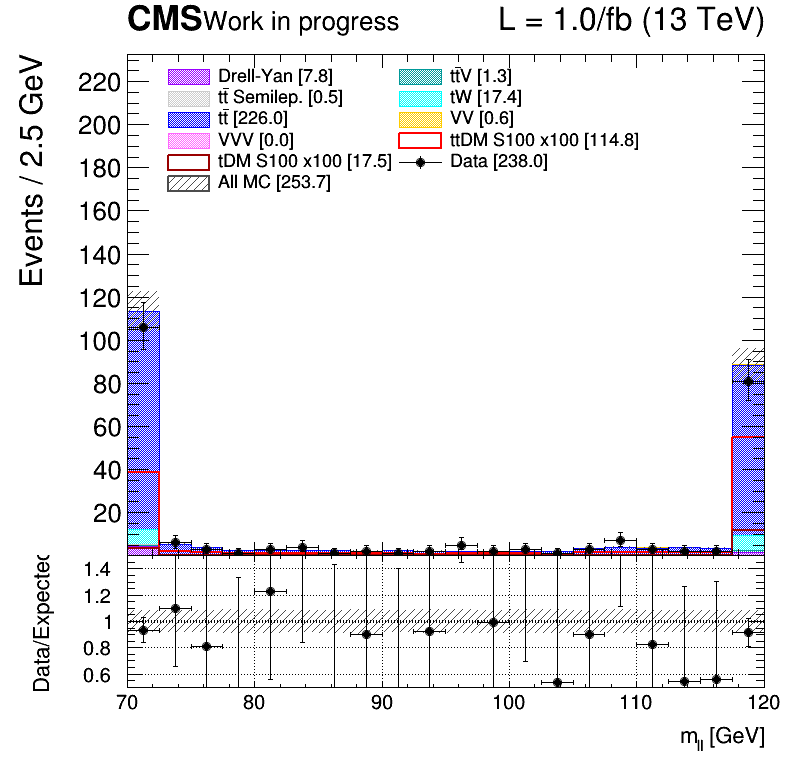 CMS Work in progress L = 1.0/fb (13 TeV)
Events / 2.5 GeV
220
200
180
160
140
120
100
80
60
40
20
Drell-Yan [7.8]
tt̄V [1.3]
tt̄ Semilep. [0.5]
tW [17.4]
tt̄ [226.0]
VV [0.6]
VVV [0.0]
ttDM S100 x100 [114.8]
tDM S100 x100 [17.5]
Data [238.0]
All MC [253.7]
Data/Expected
1.4
1.2
1
0.8
0.6
70 80 90 100 110 120
m_ll [GeV]